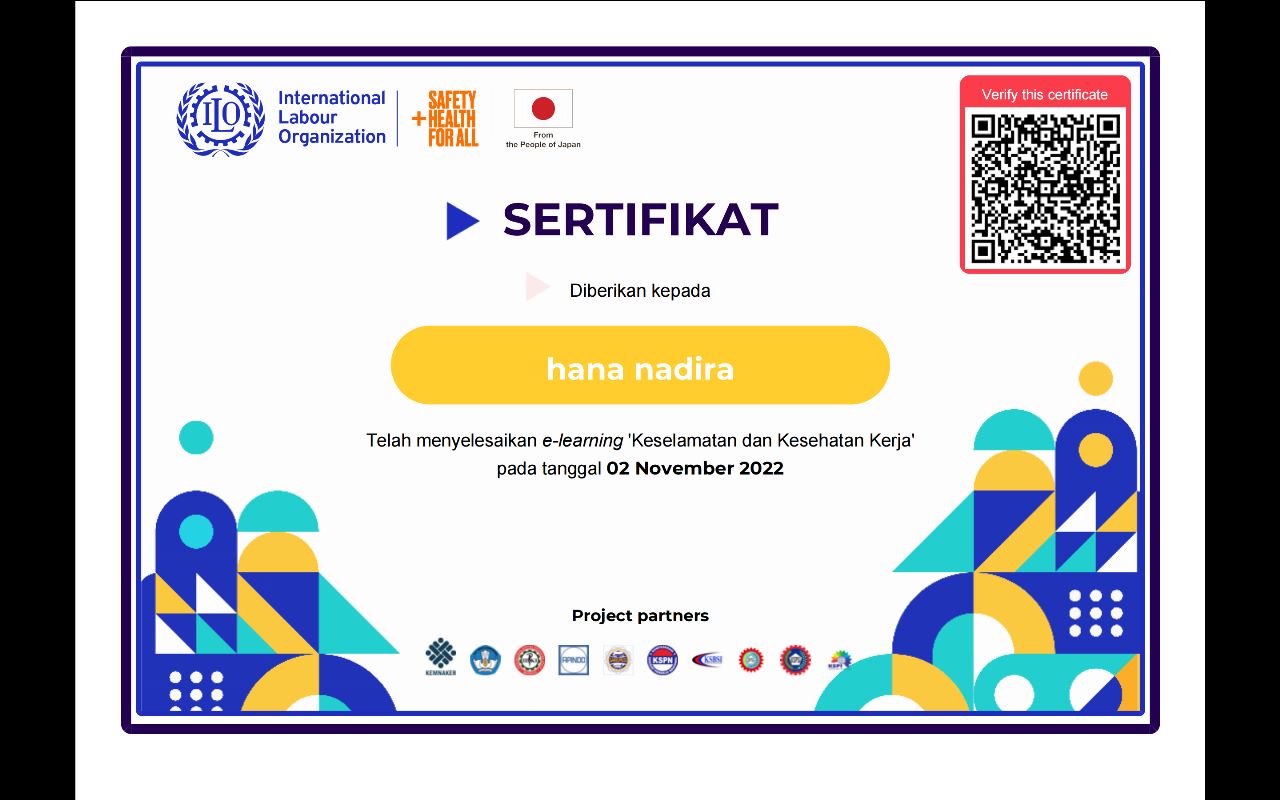 ILO
International
Labour
Organization
SAFETY
+HEALTH
FOR ALL
From
the People of Japan
Verify this certificate
SERTIFIKAT
Diberikan kepada
hana nadira
Telah menyelesaikan e-learning 'Keselamatan dan Kesehatan Kerja'
pada tanggal 02 November 2022
Project partners
KEMNAKER
APINDO
KSPN
KSBSI